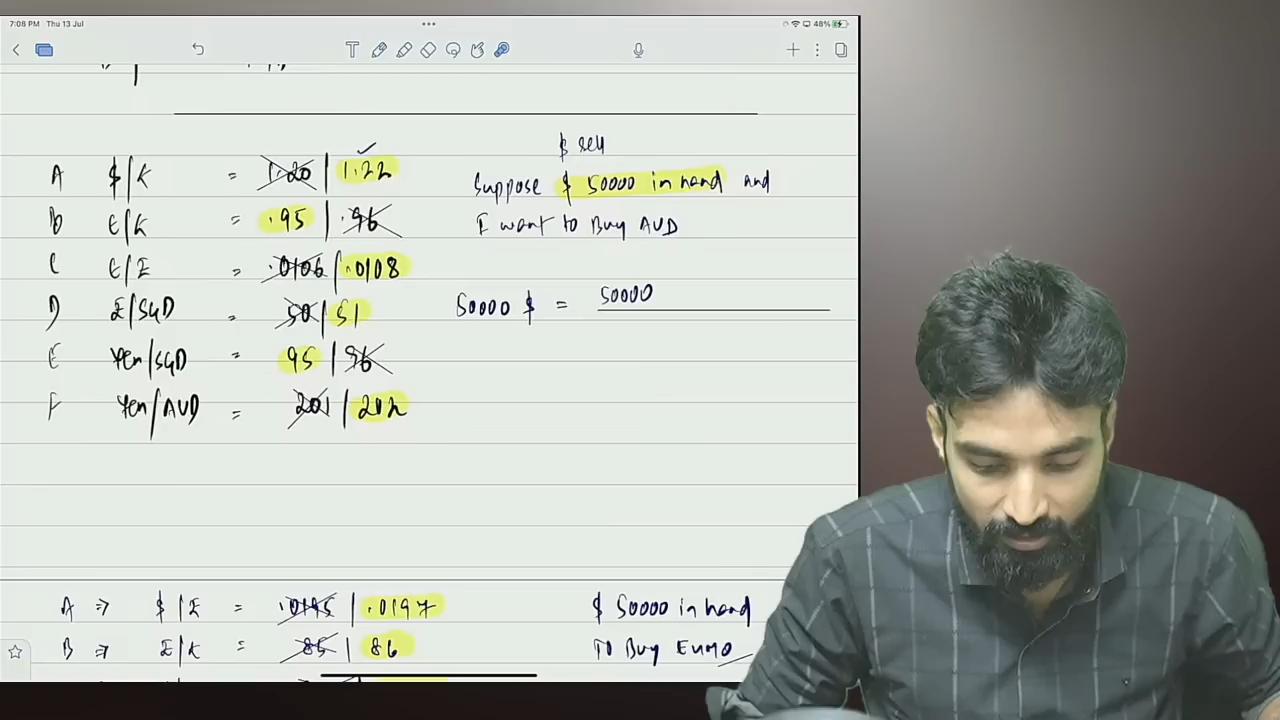 7:08 PM Thu 13 Jul
48%
A $/K = 1.20 | 1.22
B €/K = .95 | .96
C €/I = .0106 | .0108
D I/SGD = 50 | 51
E Yen/SGD = 95 | 96
F Yen/AUD = 201 | 202
$ sell
Suppose $ 50000 in hand and
I want to Buy AUD
50000 $ = 50000
A ⇒ $/I = .0195 | .0197
B ⇒ I/K = 85 | 86
$ 50000 in hand
To Buy EURO